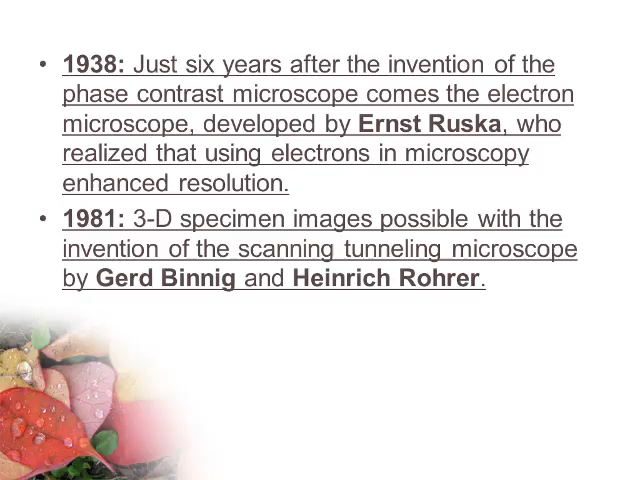 • 1938: Just six years after the invention of the
phase contrast microscope comes the electron
microscope, developed by Ernst Ruska, who
realized that using electrons in microscopy
enhanced resolution.
• 1981: 3-D specimen images possible with the
invention of the scanning tunneling microscope
by Gerd Binnig and Heinrich Rohrer.